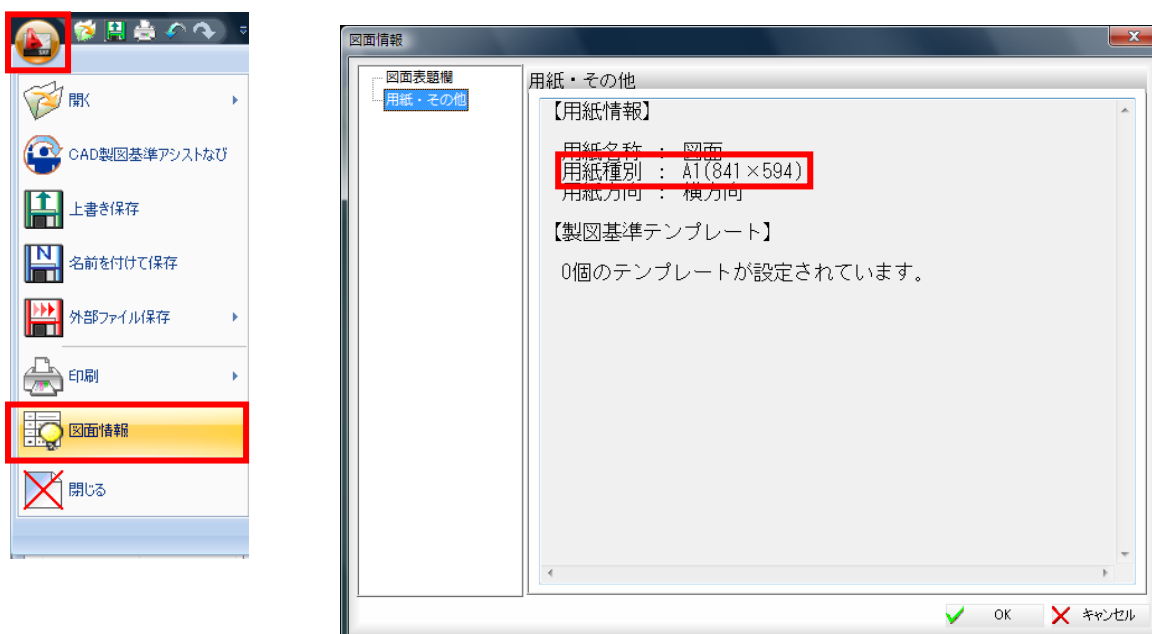 開く
CAD製図基準アシストなび
上書き保存
名前を付けて保存
外部ファイル保存
印刷
図面情報
閉じる
図面情報
図面表題欄
用紙・その他
用紙・その他
【用紙情報】
用紙名称 : 図面
用紙種別 : A1(841×594)
用紙方向 : 横方向
【製図基準テンプレート】
0個のテンプレートが設定されています。
OK
キャンセル